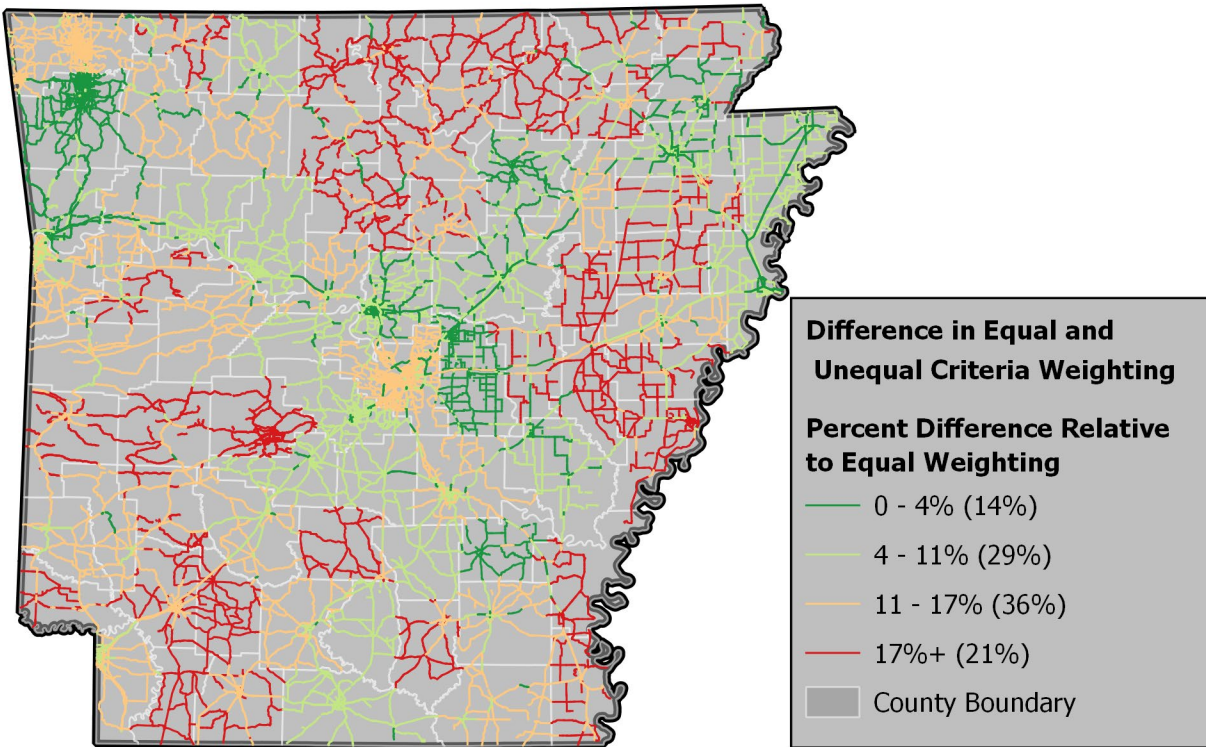 Difference in Equal and
Unequal Criteria Weighting
Percent Difference Relative
to Equal Weighting
0 - 4% (14%)
4 - 11% (29%)
11 - 17% (36%)
17%+ (21%)
County Boundary